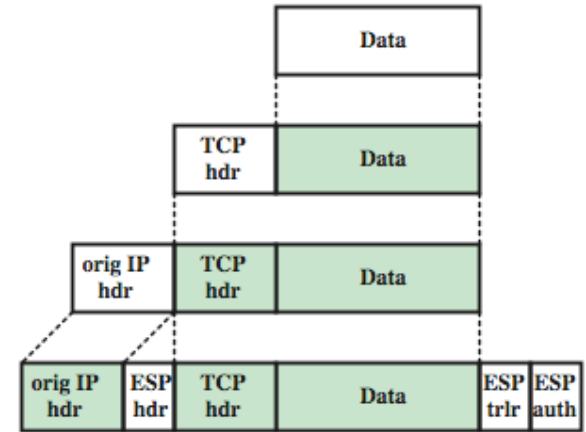 Data
TCP
hdr
Data
orig IP
hdr
TCP
hdr
Data
orig IP
hdr
ESP
hdr
TCP
hdr
Data
ESP
trlr
ESP
auth